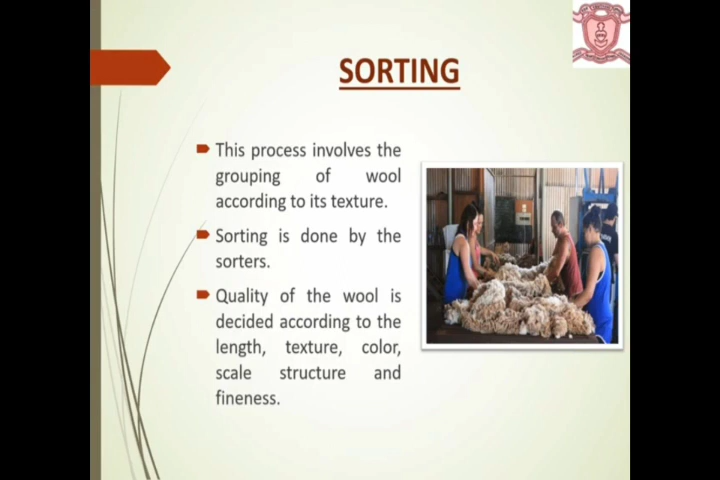 SORTING
This process involves the
grouping of wool
according to its texture.
Sorting is done by the
sorters.
Quality of the wool is
decided according to the
length, texture, color,
scale structure and
fineness.